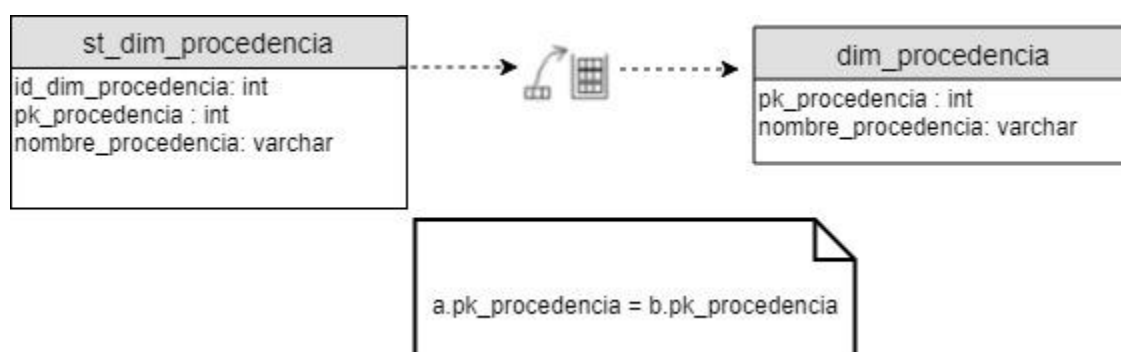 st_dim_procedencia
id_dim_procedencia: int
pk_procedencia : int
nombre_procedencia: varchar
dim_procedencia
pk_procedencia : int
nombre_procedencia: varchar
a.pk_procedencia = b.pk_procedencia